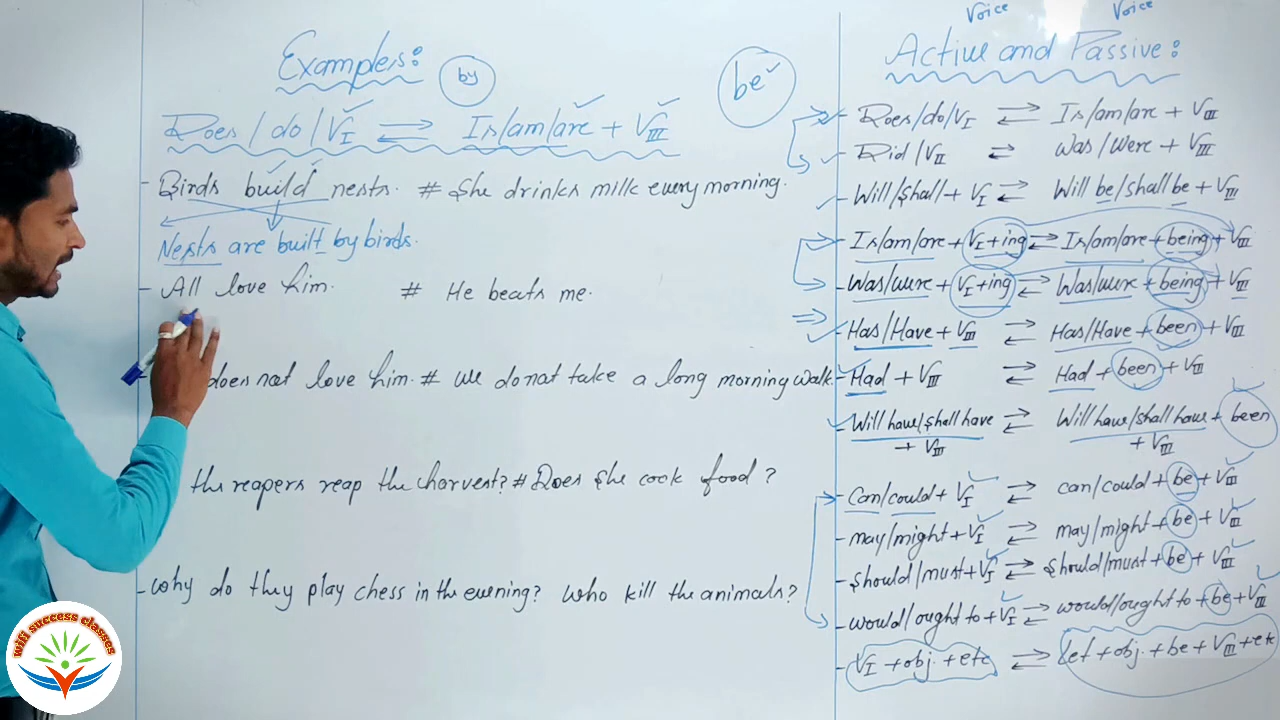 Examples:
by
be
Does/do/VI ⇌ Is/am/are + VIII
Birds build nests. # She drinks milk every morning.
Nests are built by birds.
All love him. # He beats me.
does not love him. # We do not take a long morning walk
the reapers reap the harvest? # Does she cook food?
- Why do they play chess in the evening? Who kill the animals?
Voice Voice
Active and Passive:
Does/do/VI ⇌ Is/am/are + VIII
Did/VII ⇌ Was/Were + VIII
Will/Shall + VI ⇌ Will be/shall be + VIII
Is/am/are + VI+ing ⇌ Is/am/are + being + VIII
Was/were + VI+ing ⇌ Was/were + being + VIII
Has/Have + VIII ⇌ Has/Have + been + VIII
Had + VIII ⇌ Had + been + VIII
Will have/shall have + VIII ⇌ Will have/shall have + been + VIII
Can/could + VI ⇌ can/could + be + VIII
may/might + VI ⇌ may/might + be + VIII
should/must + VI ⇌ should/must + be + VIII
would/ought to + VI ⇌ would/ought to + be + VIII
VI + obj. + etc ⇌ Let + obj. + be + VIII + etc
wifi success classes